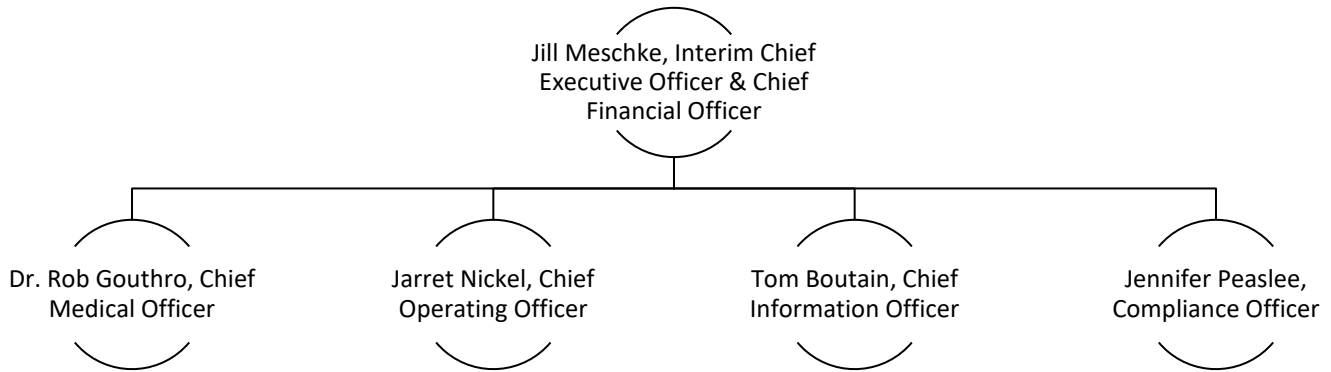 Jill Meschke, Interim Chief
Executive Officer & Chief
Financial Officer
Dr. Rob Gouthro, Chief
Medical Officer
Jarret Nickel, Chief
Operating Officer
Tom Boutain, Chief
Information Officer
Jennifer Peaslee,
Compliance Officer